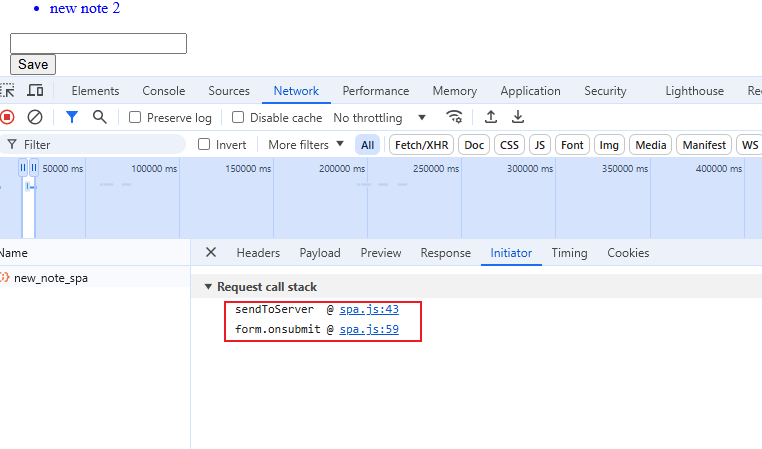 new note 2
Save
Elements Console Sources Network Performance Memory Application Security Lighthouse Re
Preserve log Disable cache No throttling
Filter Invert More filters All Fetch/XHR Doc CSS JS Font Img Media Manifest WS
50000 ms 100000 ms 150000 ms 200000 ms 250000 ms 300000 ms 350000 ms 400000 ms
Name Headers Payload Preview Response Initiator Timing Cookies
new_note_spa
Request call stack
sendToServer @ spa.js:43
form.onsubmit @ spa.js:59